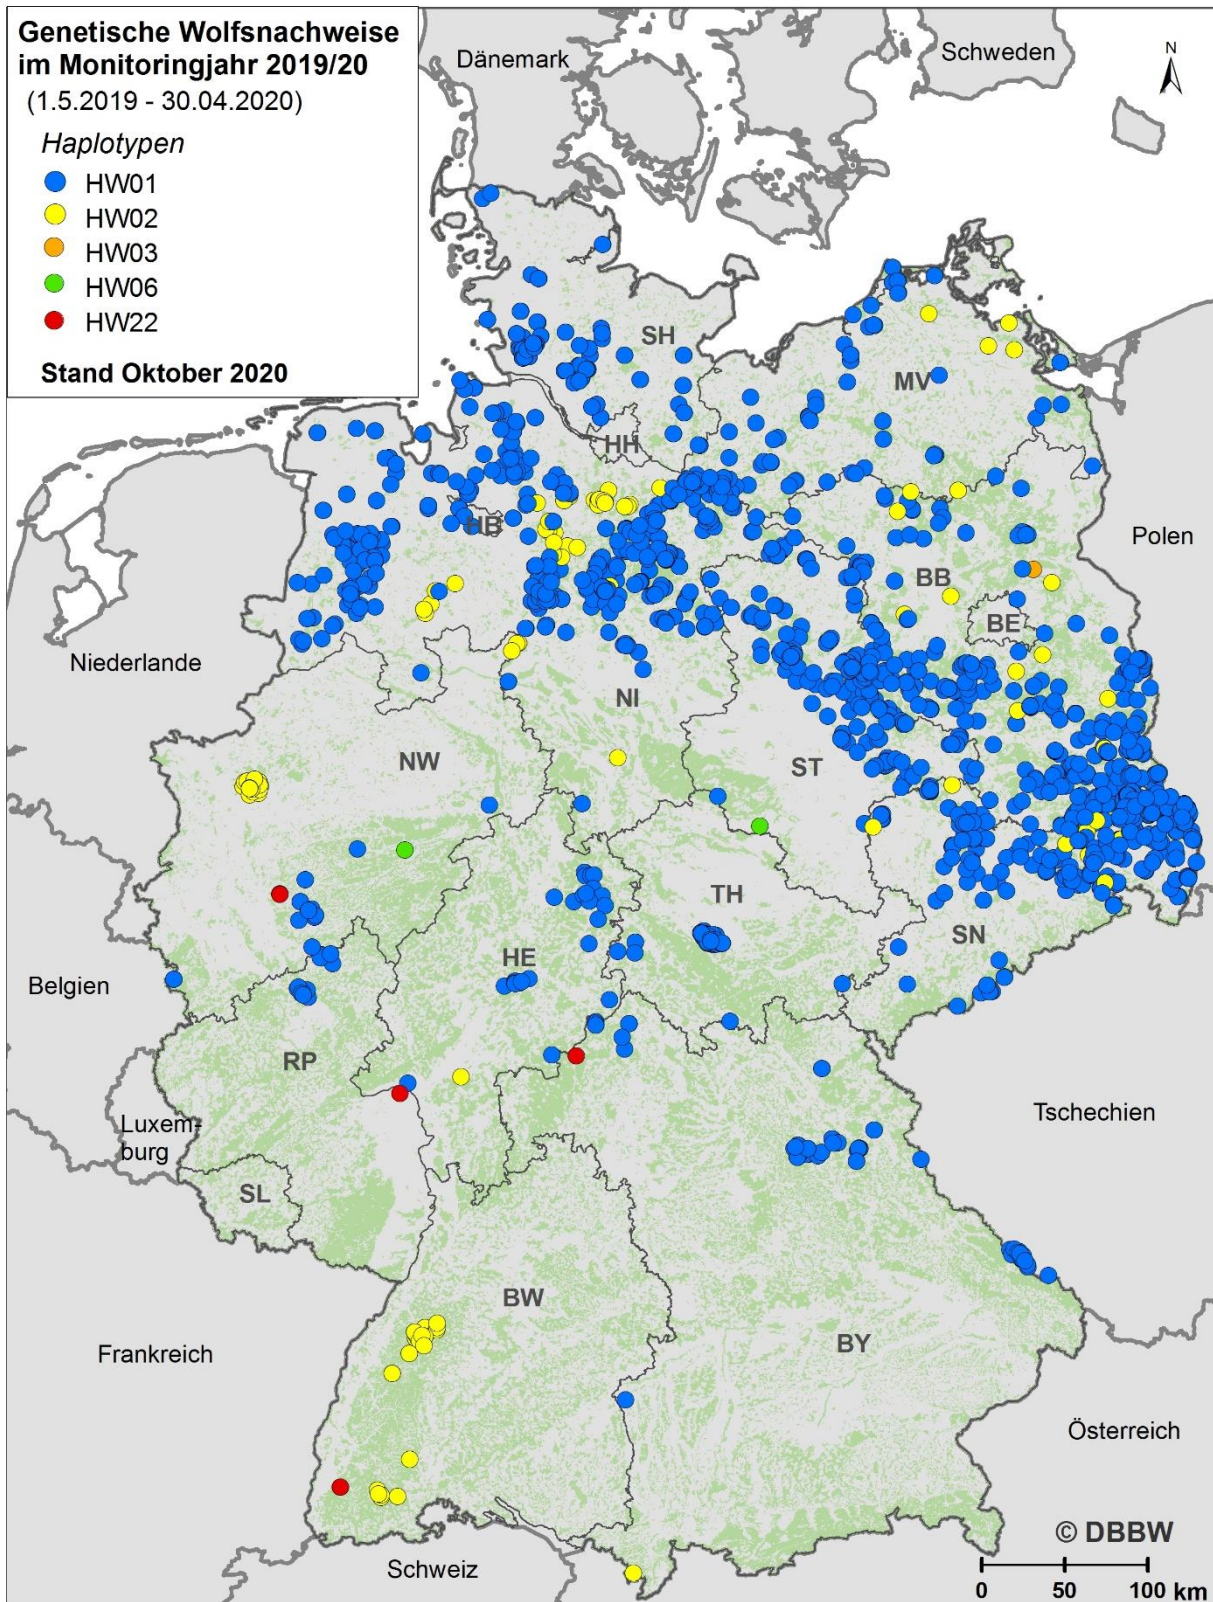 Genetische Wolfsnachweise
im Monitoringjahr 2019/20
(1.5.2019 - 30.04.2020)
Haplotypen
HW01
HW02
HW03
HW06
HW22
Stand Oktober 2020
Dänemark
Schweden
N
SH
MV
HH
HB
Polen
BB
BE
Niederlande
NI
NW
ST
TH
SN
HE
Belgien
RP
Tschechien
Luxem-
burg
SL
BW
Frankreich
BY
Österreich
© DBBW
Schweiz
0 50 100 km